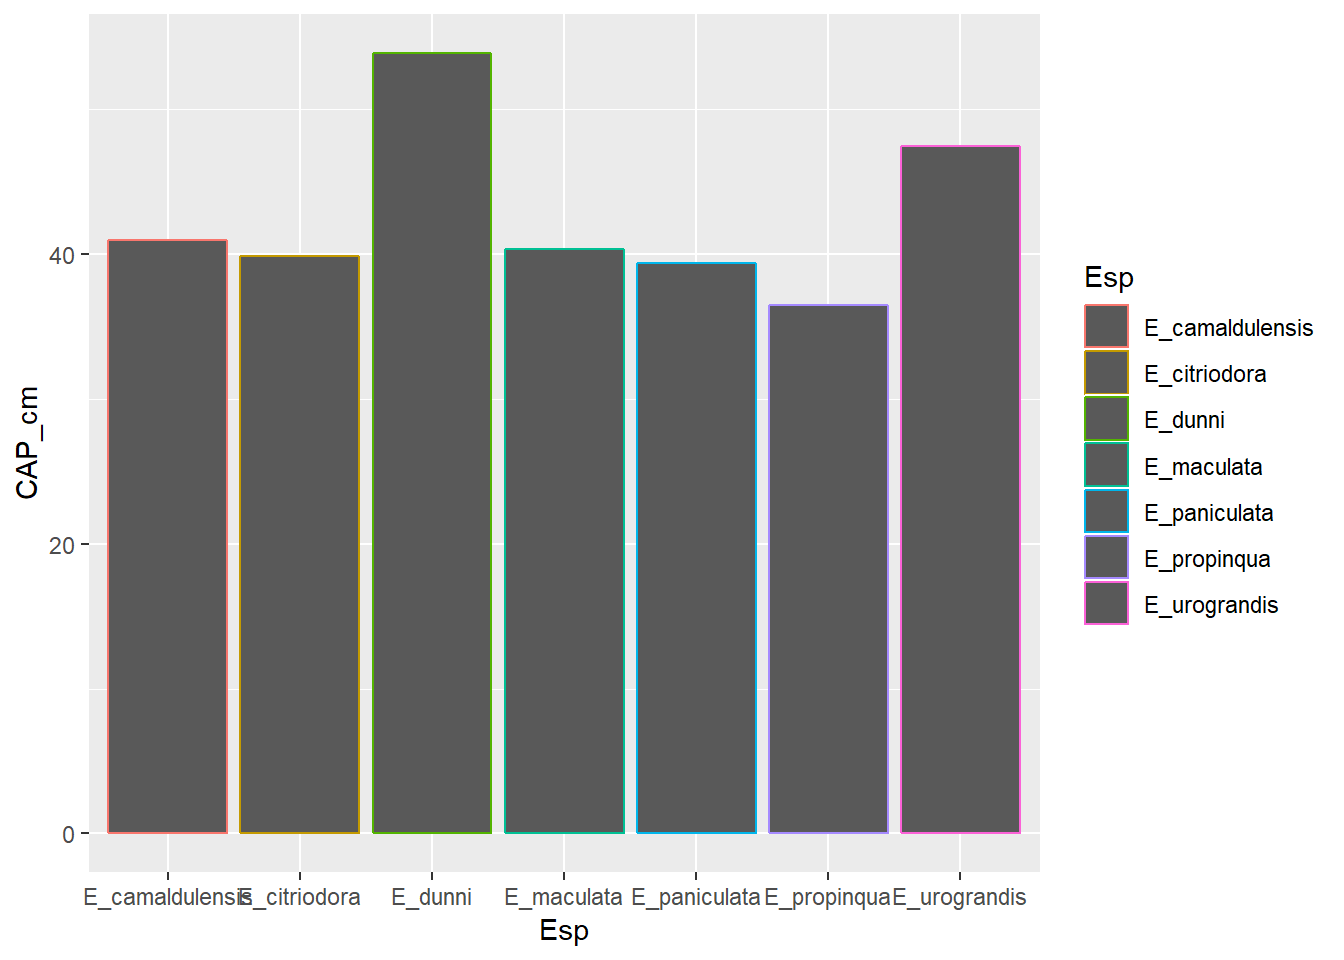 CAP_cm
40
20
0
E_camaldulensis E_citriodora E_dunni E_maculata E_paniculata E_propinqua E_urograndis
Esp
Esp
E_camaldulensis
E_citriodora
E_dunni
E_maculata
E_paniculata
E_propinqua
E_urograndis